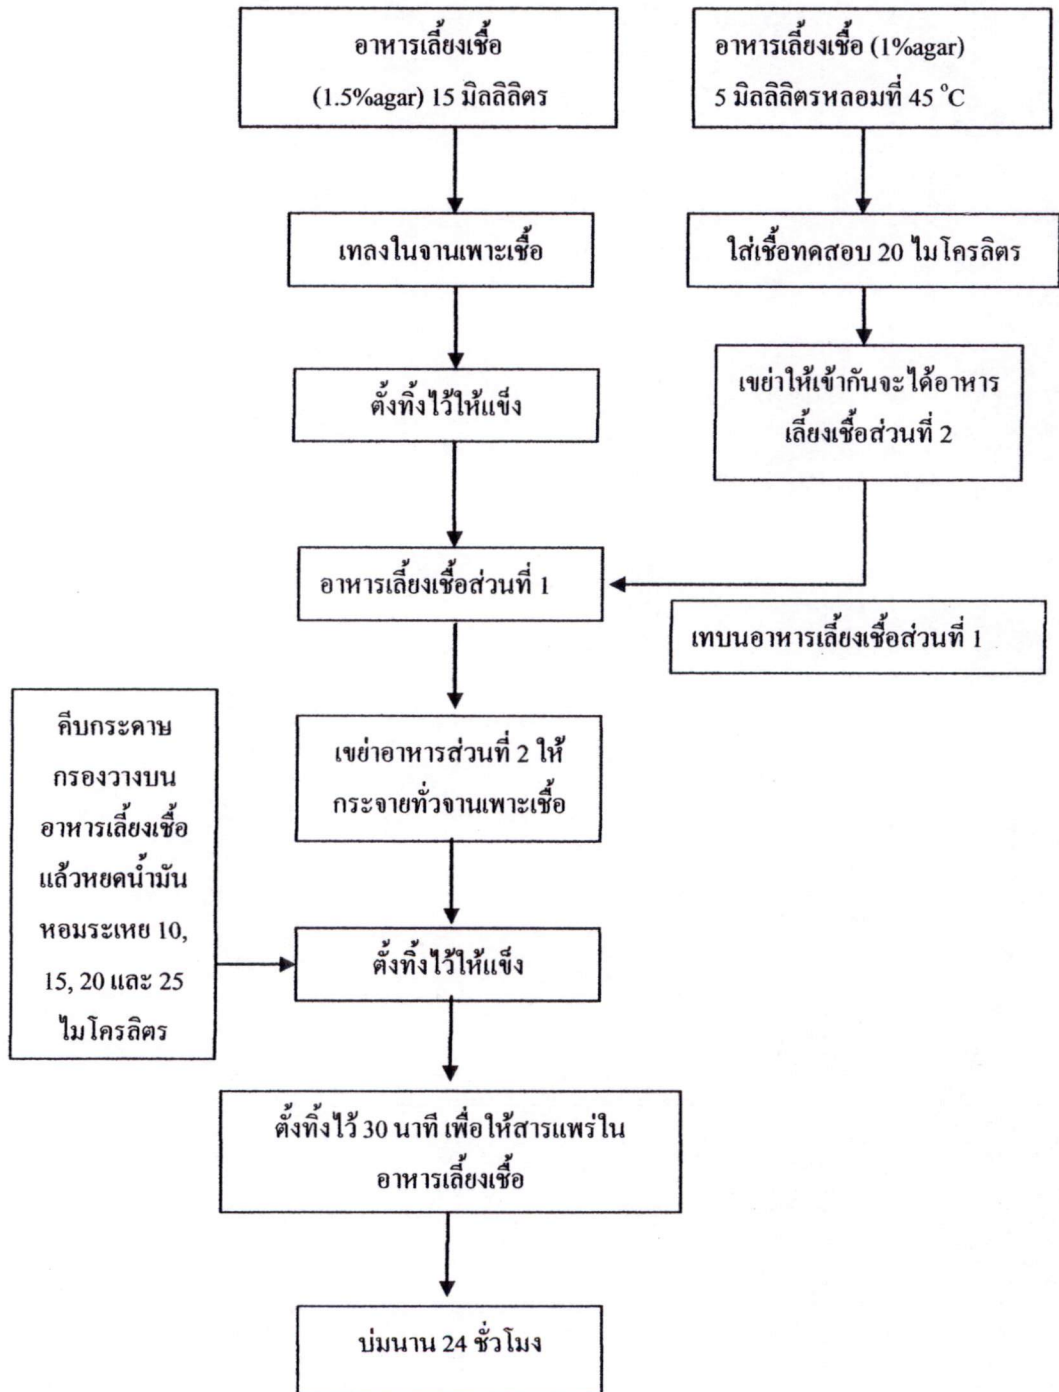 อาหารเลี้ยงเชื้อ
(1.5%agar) 15 มิลลิลิตร
เทลงในจานเพาะเชื้อ
ตั้งทิ้งไว้ให้แข็ง
อาหารเลี้ยงเชื้อ (1%agar)
5 มิลลิลิตรหลอมที่ 45 °C
ใส่เชื้อทดสอบ 20 ไมโครลิตร
เขย่าให้เข้ากันจะได้อาหาร
เลี้ยงเชื้อส่วนที่ 2
อาหารเลี้ยงเชื้อส่วนที่ 1
เทบนอาหารเลี้ยงเชื้อส่วนที่ 1
เขย่าอาหารส่วนที่ 2 ให้
กระจายทั่วจานเพาะเชื้อ
คีบกระดาษ
กรองวางบน
อาหารเลี้ยงเชื้อ
แล้วหยดน้ำมัน
หอมระเหย 10,
15, 20 และ 25
ไมโครลิตร
ตั้งทิ้งไว้ให้แข็ง
ตั้งทิ้งไว้ 30 นาที เพื่อให้สารแพร่ใน
อาหารเลี้ยงเชื้อ
บ่มนาน 24 ชั่วโมง